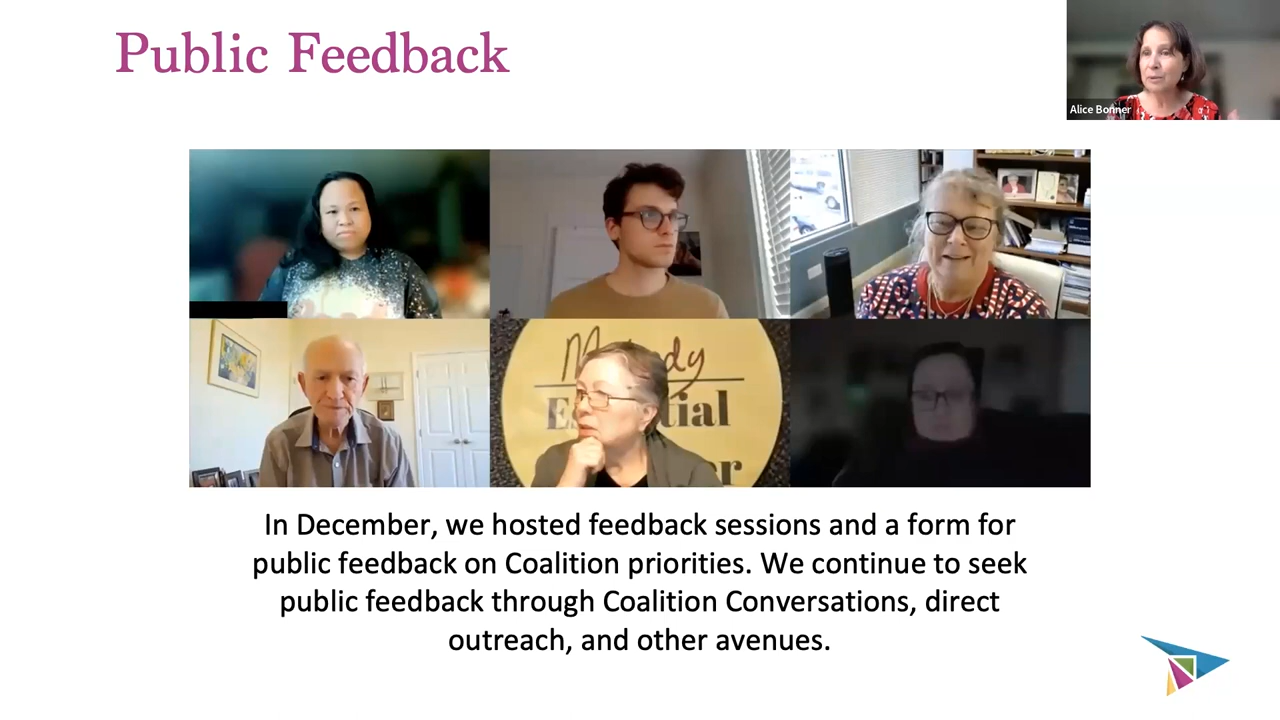 Public Feedback
Alice Bonner
In December, we hosted feedback sessions and a form for
public feedback on Coalition priorities. We continue to seek
public feedback through Coalition Conversations, direct
outreach, and other avenues.